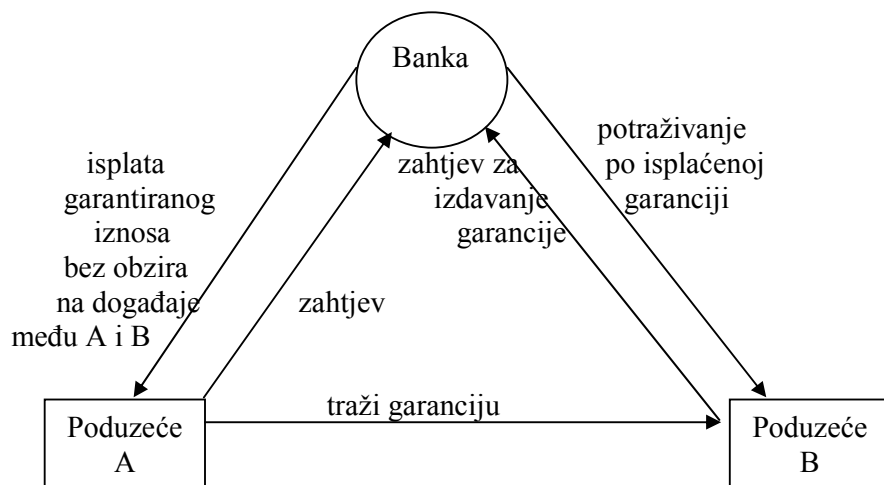 Banka
isplata
garantiranog
iznosa
bez obzira
na događaje
među A i B
zahtjev
zahtjev za
izdavanje
garancije
potraživanje
po isplaćenoj
garanciji
traži garanciju
Poduzeće
A
Poduzeće
B